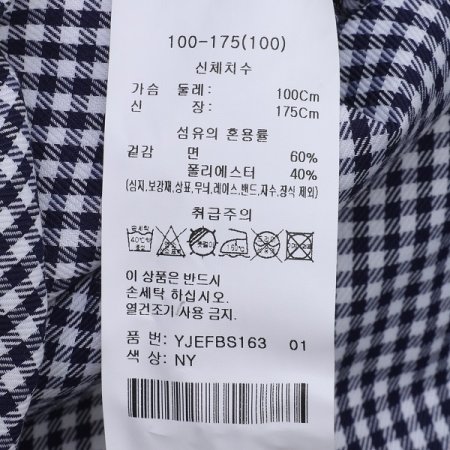 100-175(100)
신체치수
가슴 둘레: 100Cm
신 장: 175Cm
섬유의 혼용률
겉감 면 60%
폴리에스터 40%
(심지,보강재,상표,무늬,레이스,밴드,자수,장식 제외)
취급주의
이 상품은 반드시
손세탁 하십시오.
열건조기 사용 금지.
품 번: YJEFBS163 01
색 상: NY